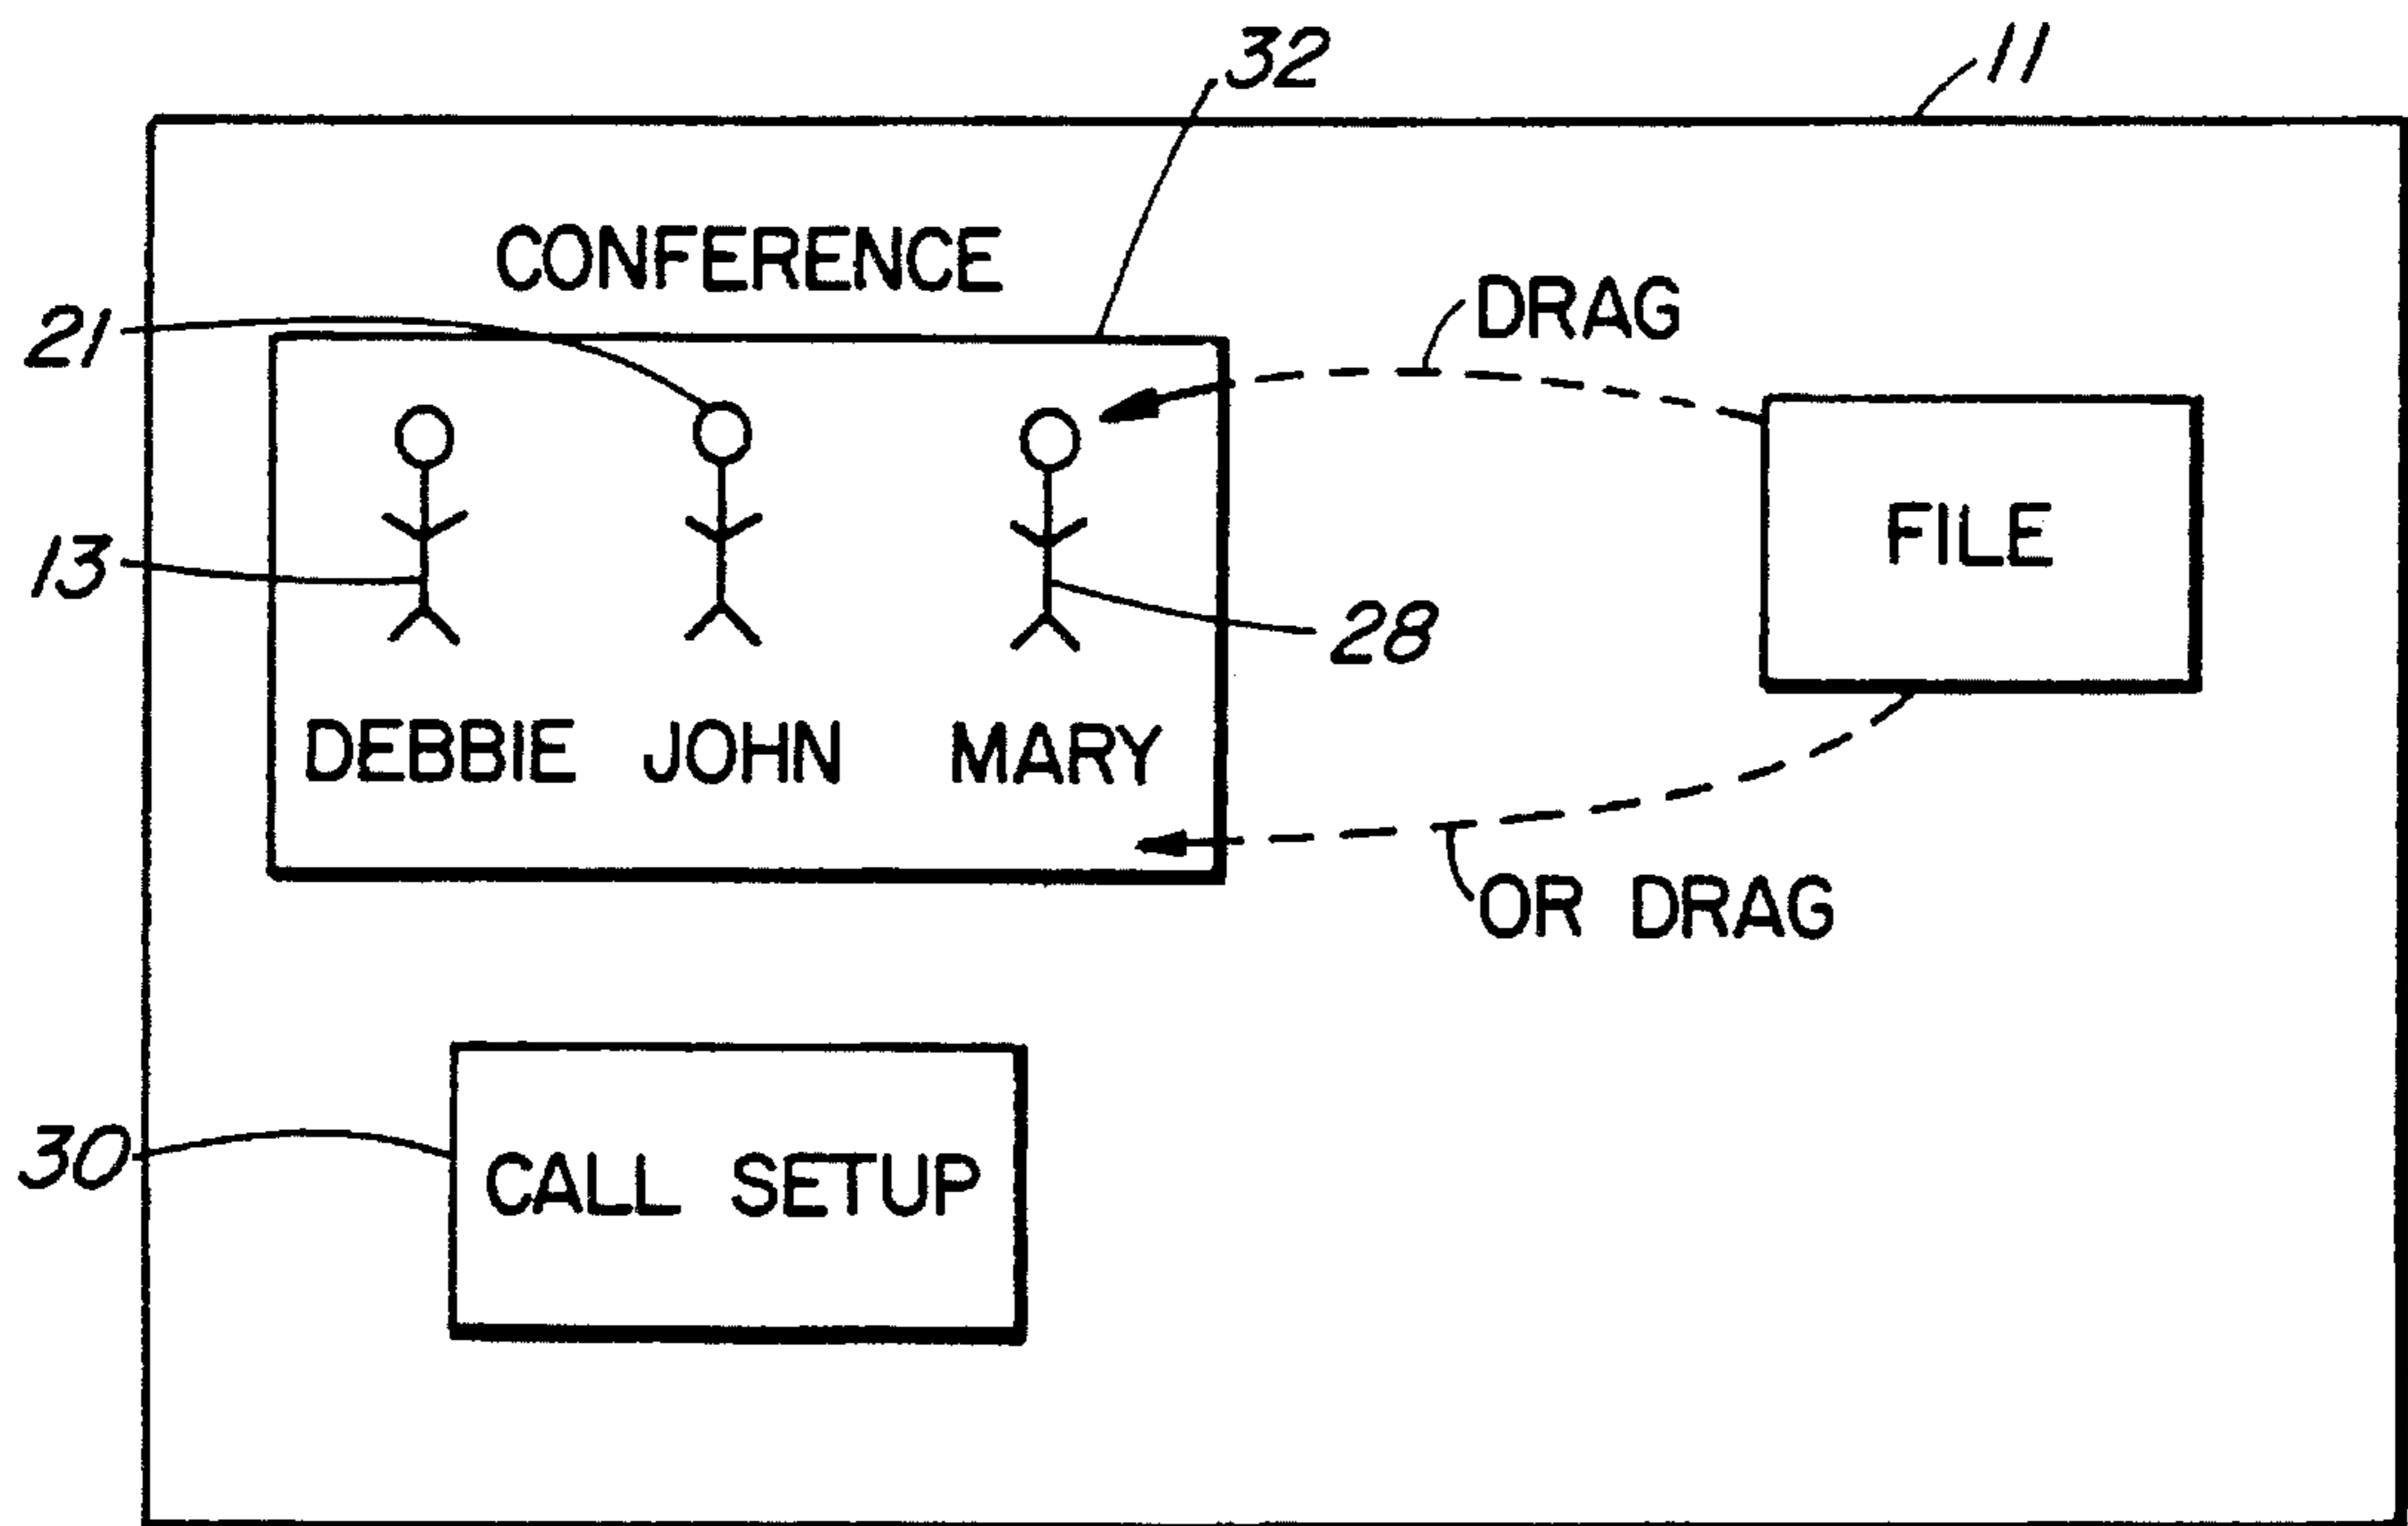 32
11
CONFERENCE
21
DRAG
13
FILE
28
DEBBIE JOHN MARY
OR DRAG
30
CALL SETUP